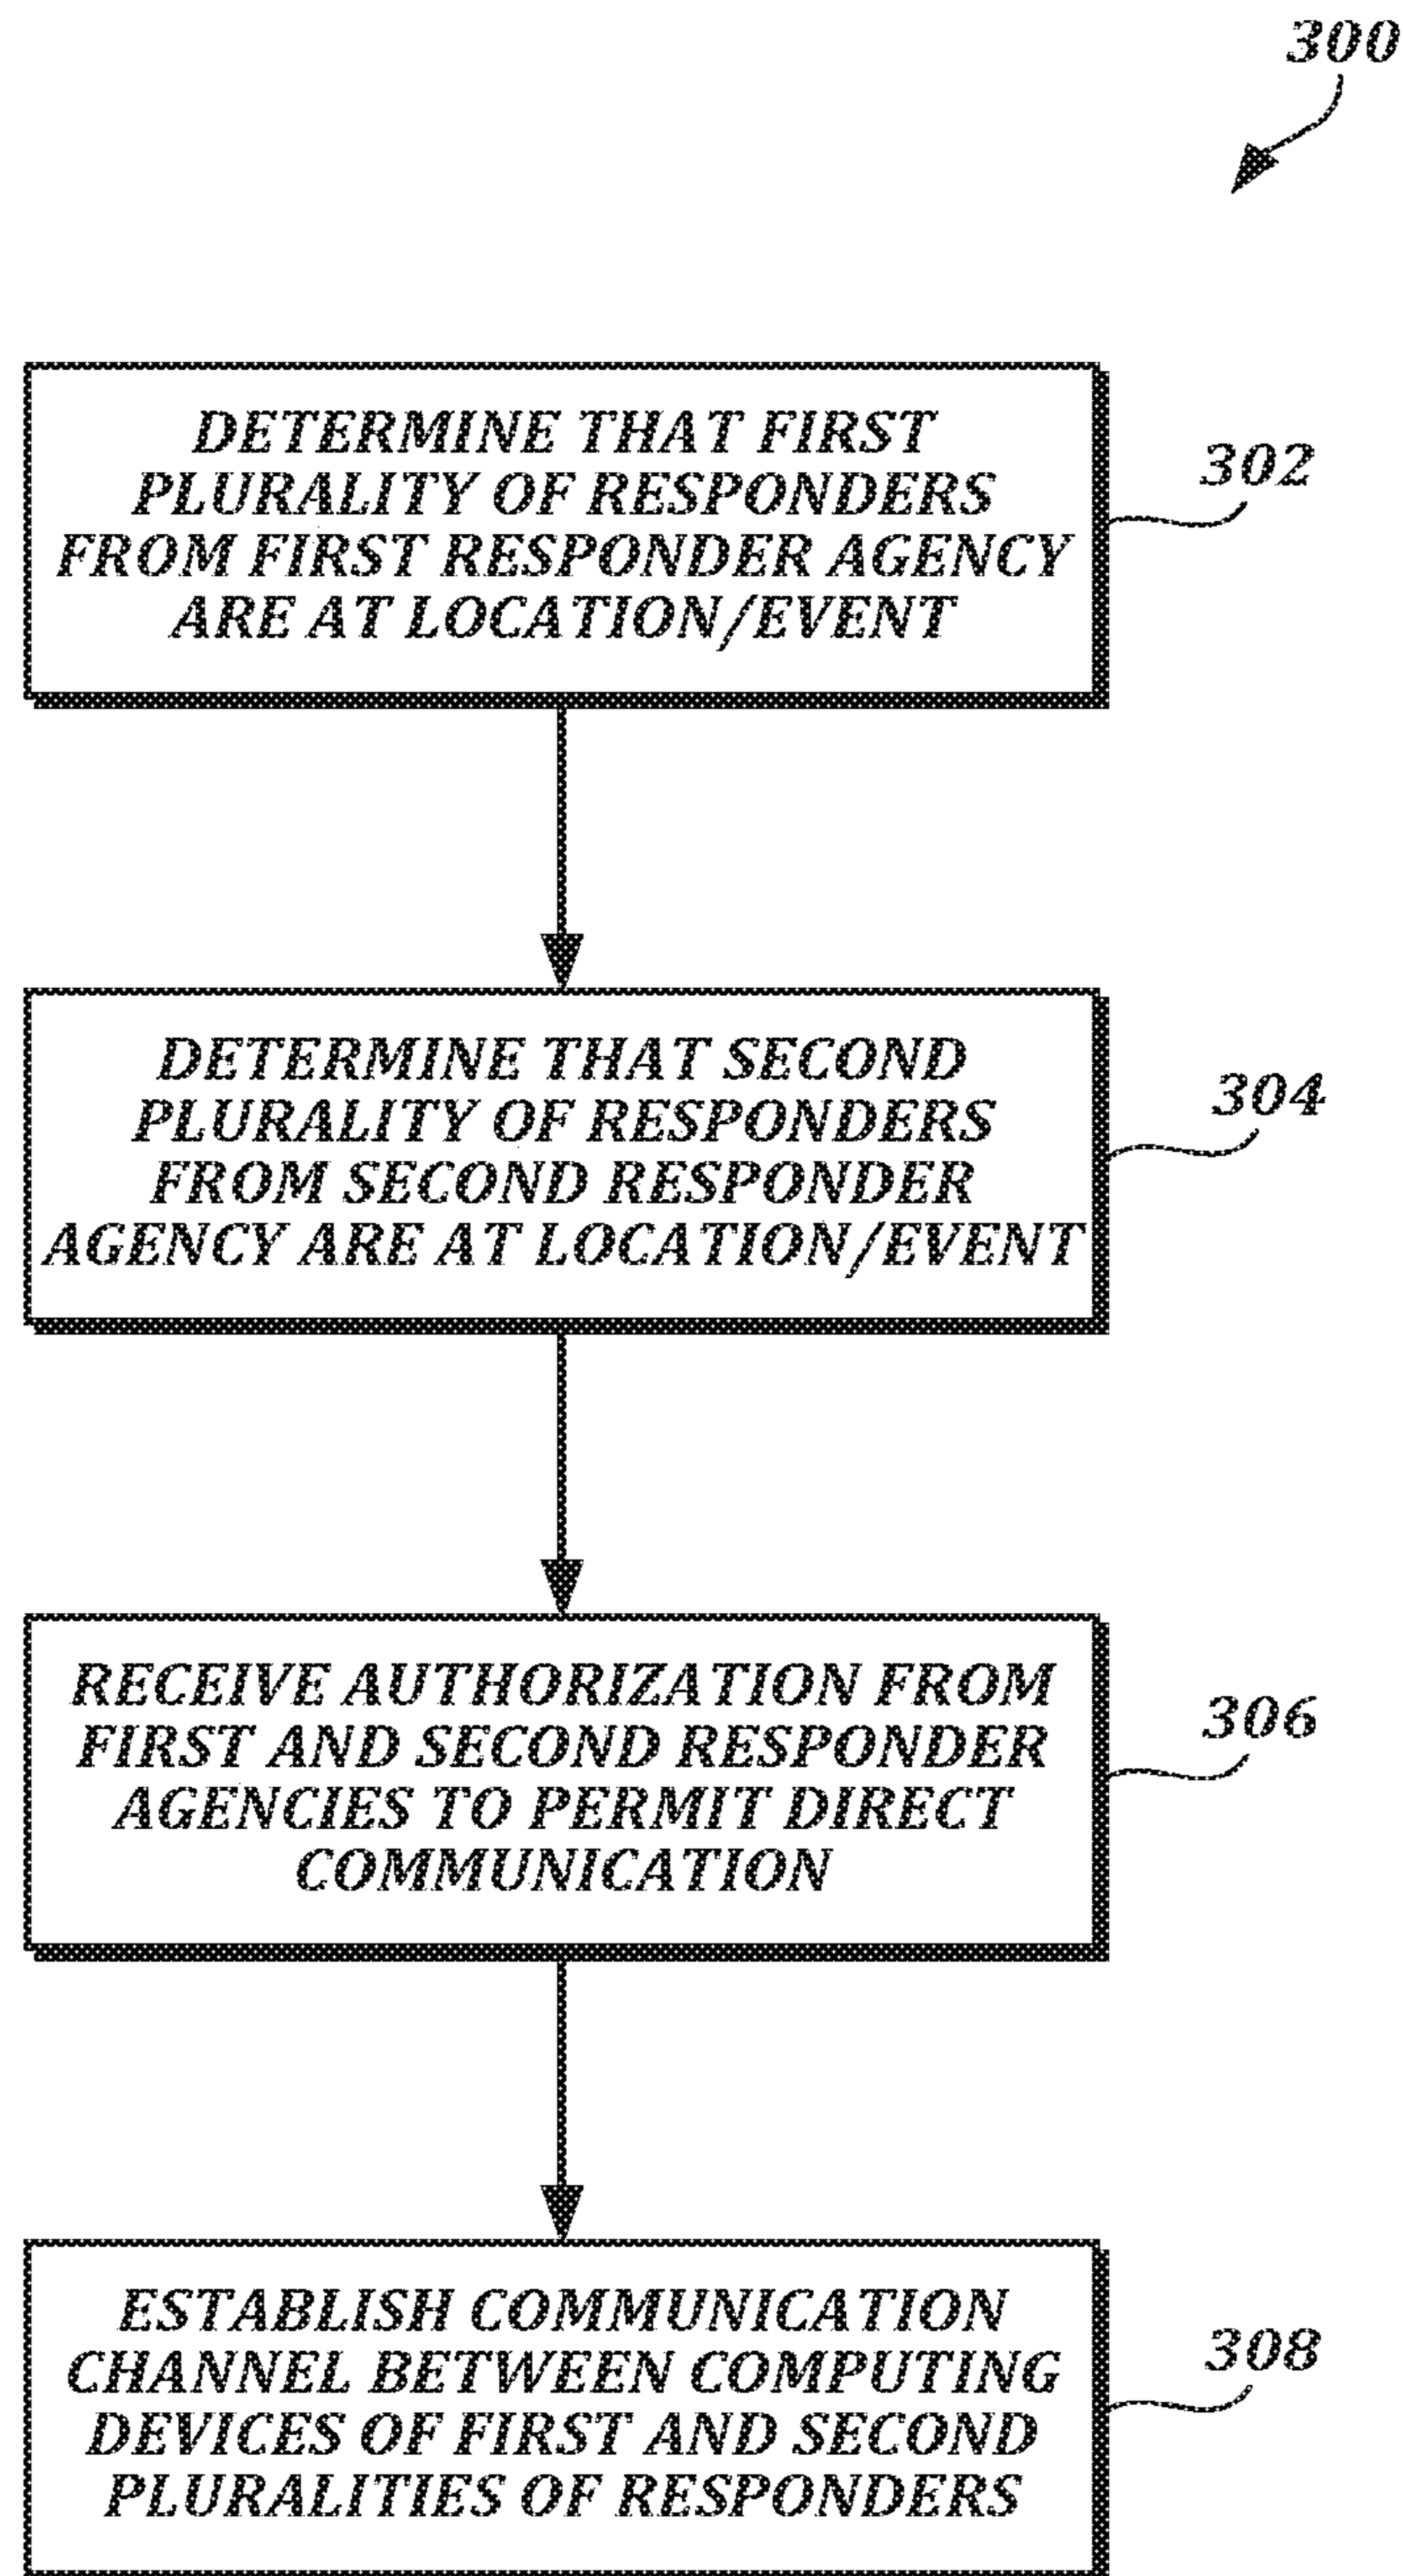 300
DETERMINE THAT FIRST
PLURALITY OF RESPONDERS
FROM FIRST RESPONDER AGENCY
ARE AT LOCATION/EVENT
302
DETERMINE THAT SECOND
PLURALITY OF RESPONDERS
FROM SECOND RESPONDER
AGENCY ARE AT LOCATION/EVENT
304
RECEIVE AUTHORIZATION FROM
FIRST AND SECOND RESPONDER
AGENCIES TO PERMIT DIRECT
COMMUNICATION
306
ESTABLISH COMMUNICATION
CHANNEL BETWEEN COMPUTING
DEVICES OF FIRST AND SECOND
PLURALITIES OF RESPONDERS
308